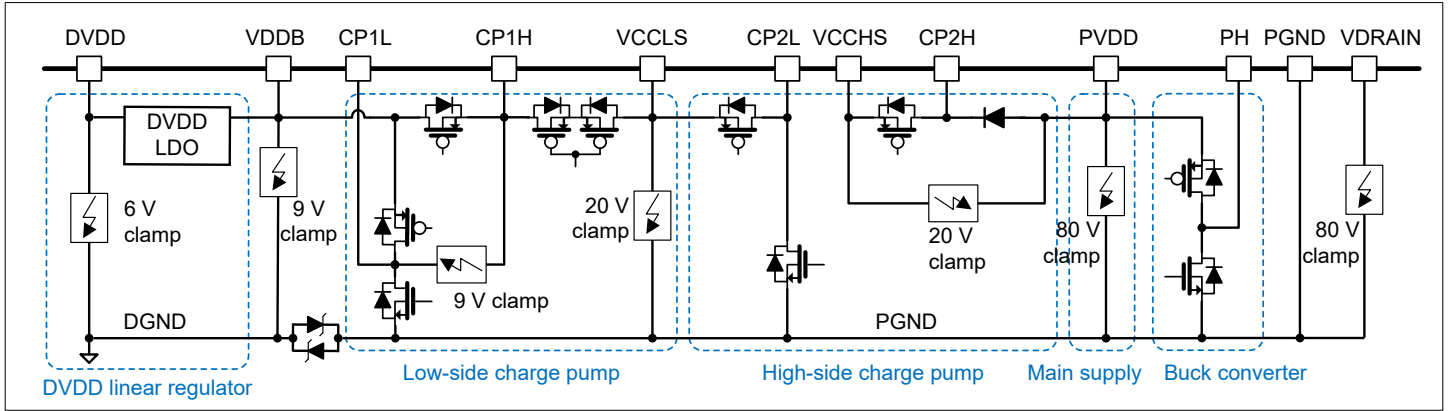 DVDD VDDB CP1L CP1H VCCLS CP2L VCCHS CP2H PVDD PH PGND VDRAIN
DVDD
LDO
6 V
clamp
9 V
clamp
9 V clamp
20 V
clamp
20 V
clamp
80 V
clamp
80 V
clamp
DGND
PGND
DVDD linear regulator
Low-side charge pump
High-side charge pump
Main supply
Buck converter